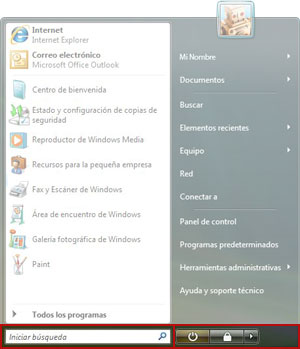 Internet
Internet Explorer
Correo electrónico
Microsoft Office Outlook
Centro de bienvenida
Estado y configuración de copias de
seguridad
Reproductor de Windows Media
Recursos para la pequeña empresa
Fax y Escáner de Windows
Área de encuentro de Windows
Galería fotográfica de Windows
Paint
Todos los programas
Iniciar búsqueda
Mi Nombre
Documentos
Buscar
Elementos recientes
Equipo
Red
Conectar a
Panel de control
Programas predeterminados
Herramientas administrativas
Ayuda y soporte técnico